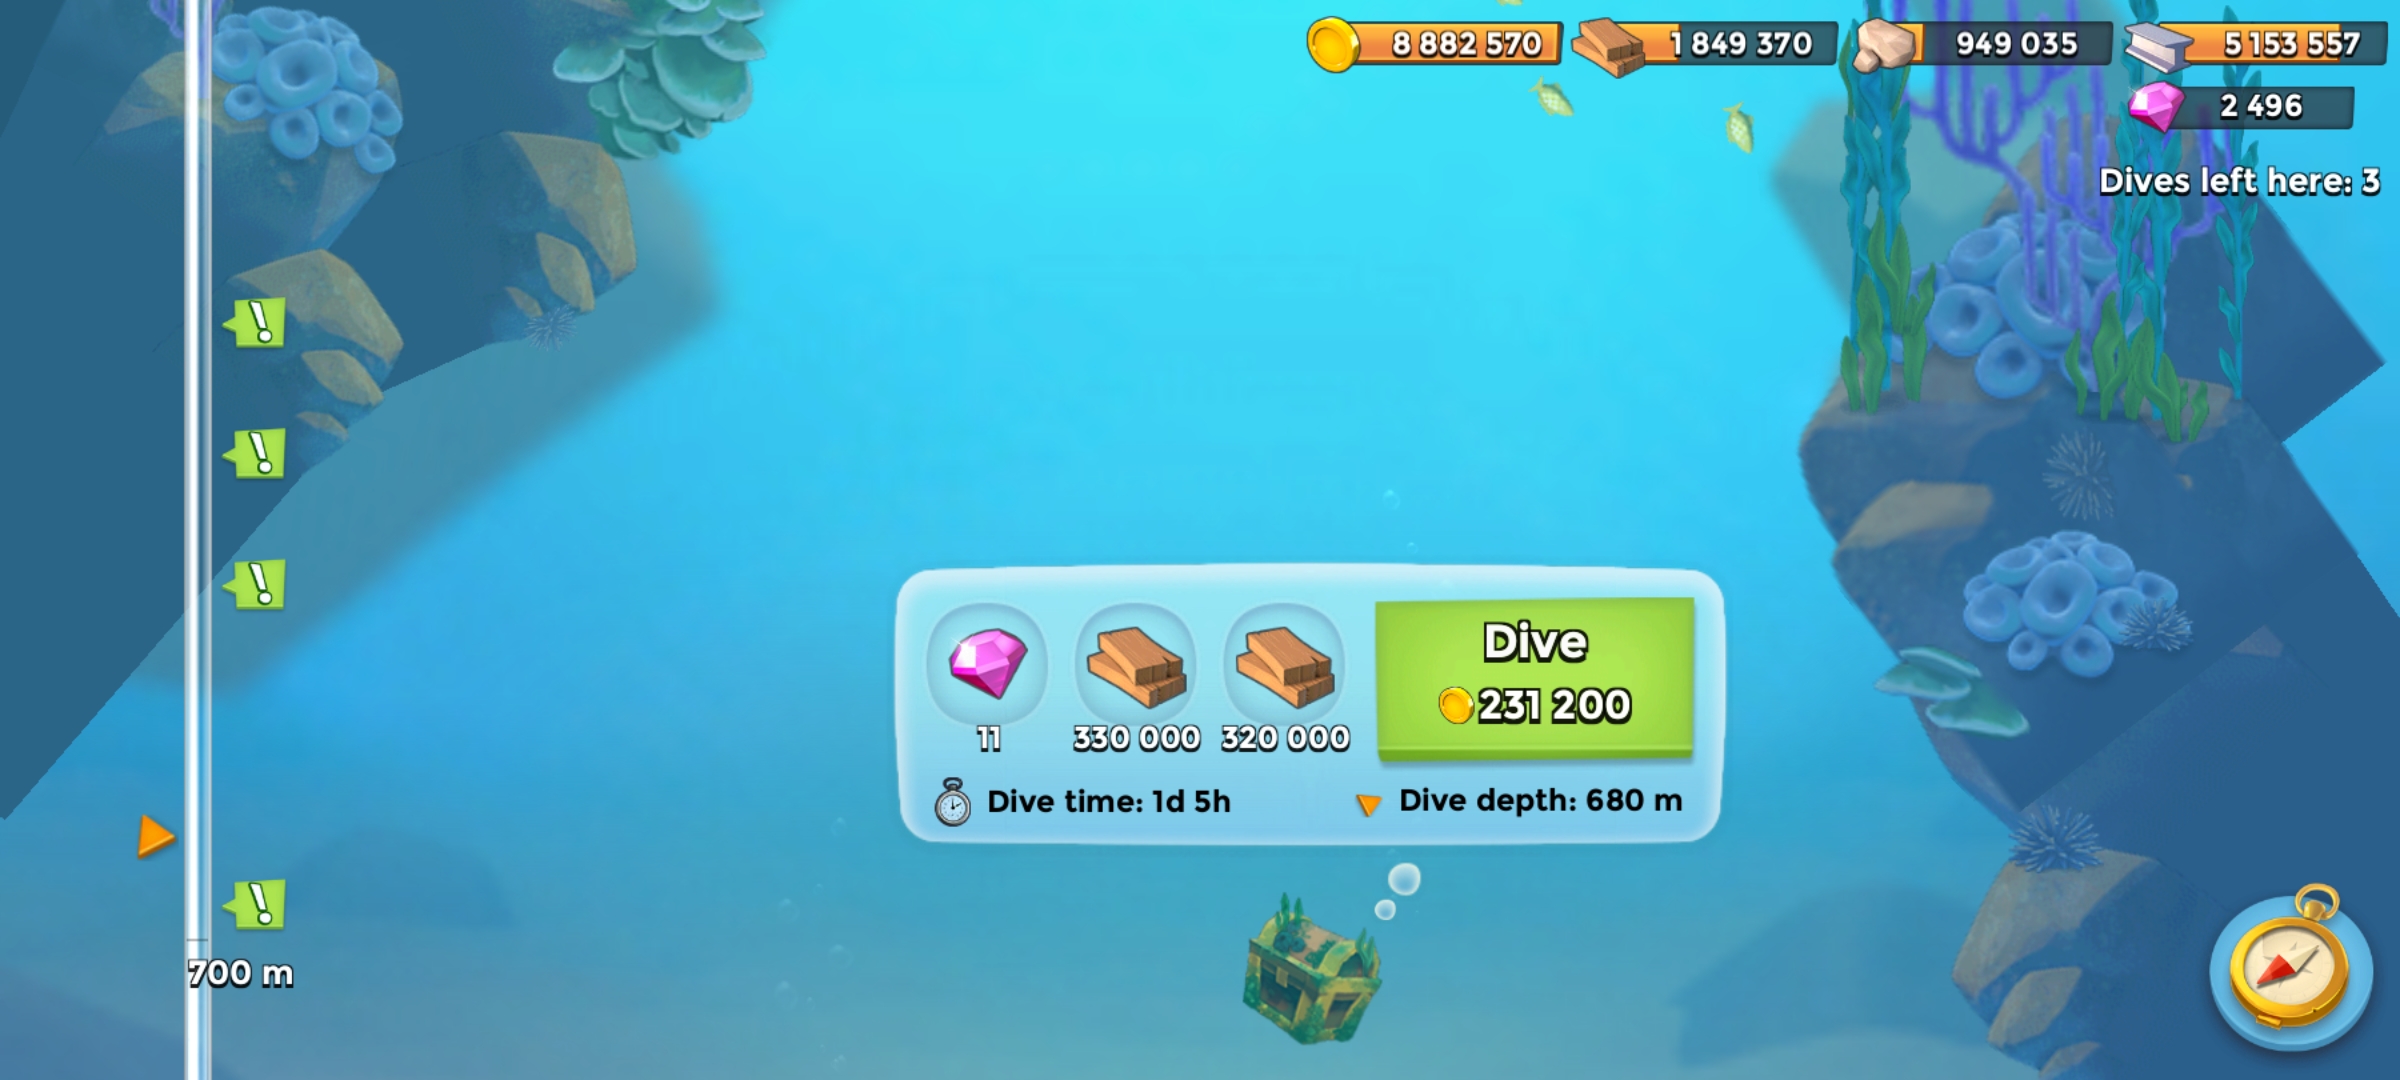 8 882 570
1 849 370
949 035
5 153 557
2 496
Dives left here: 3
!
!
!
Dive
231 200
11
330 000
320 000
Dive time: 1d 5h
Dive depth: 680 m
!
700 m